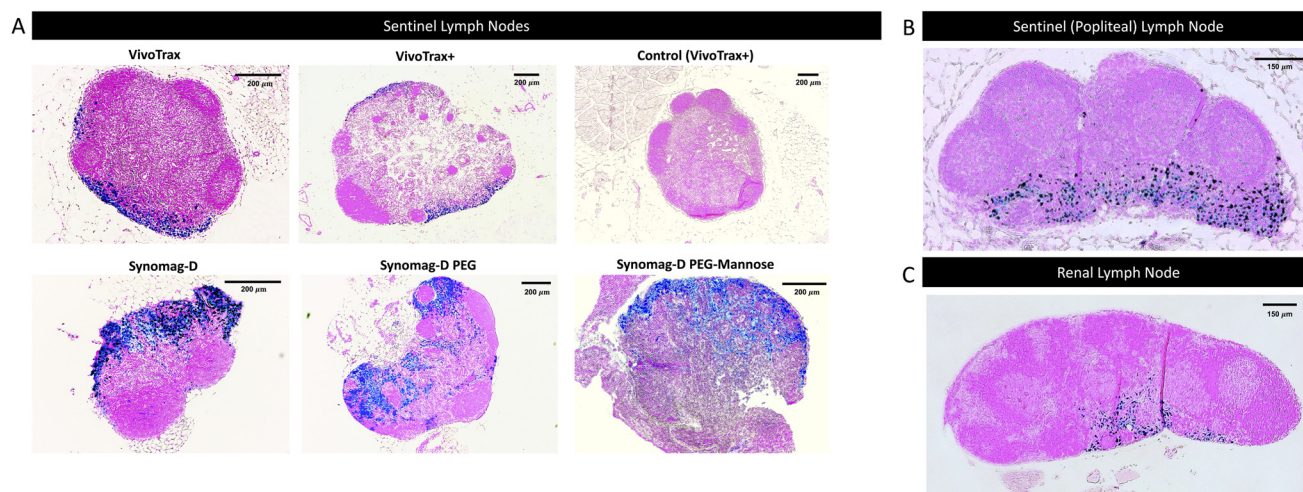 A
Sentinel Lymph Nodes
VivoTrax
200 µm
VivoTrax+
200 µm
Control (VivoTrax+)
200 µm
Synomag-D
200 µm
Synomag-D PEG
200 µm
Synomag-D PEG-Mannose
200 µm
B
Sentinel (Popliteal) Lymph Node
150 µm
C
Renal Lymph Node
150 µm